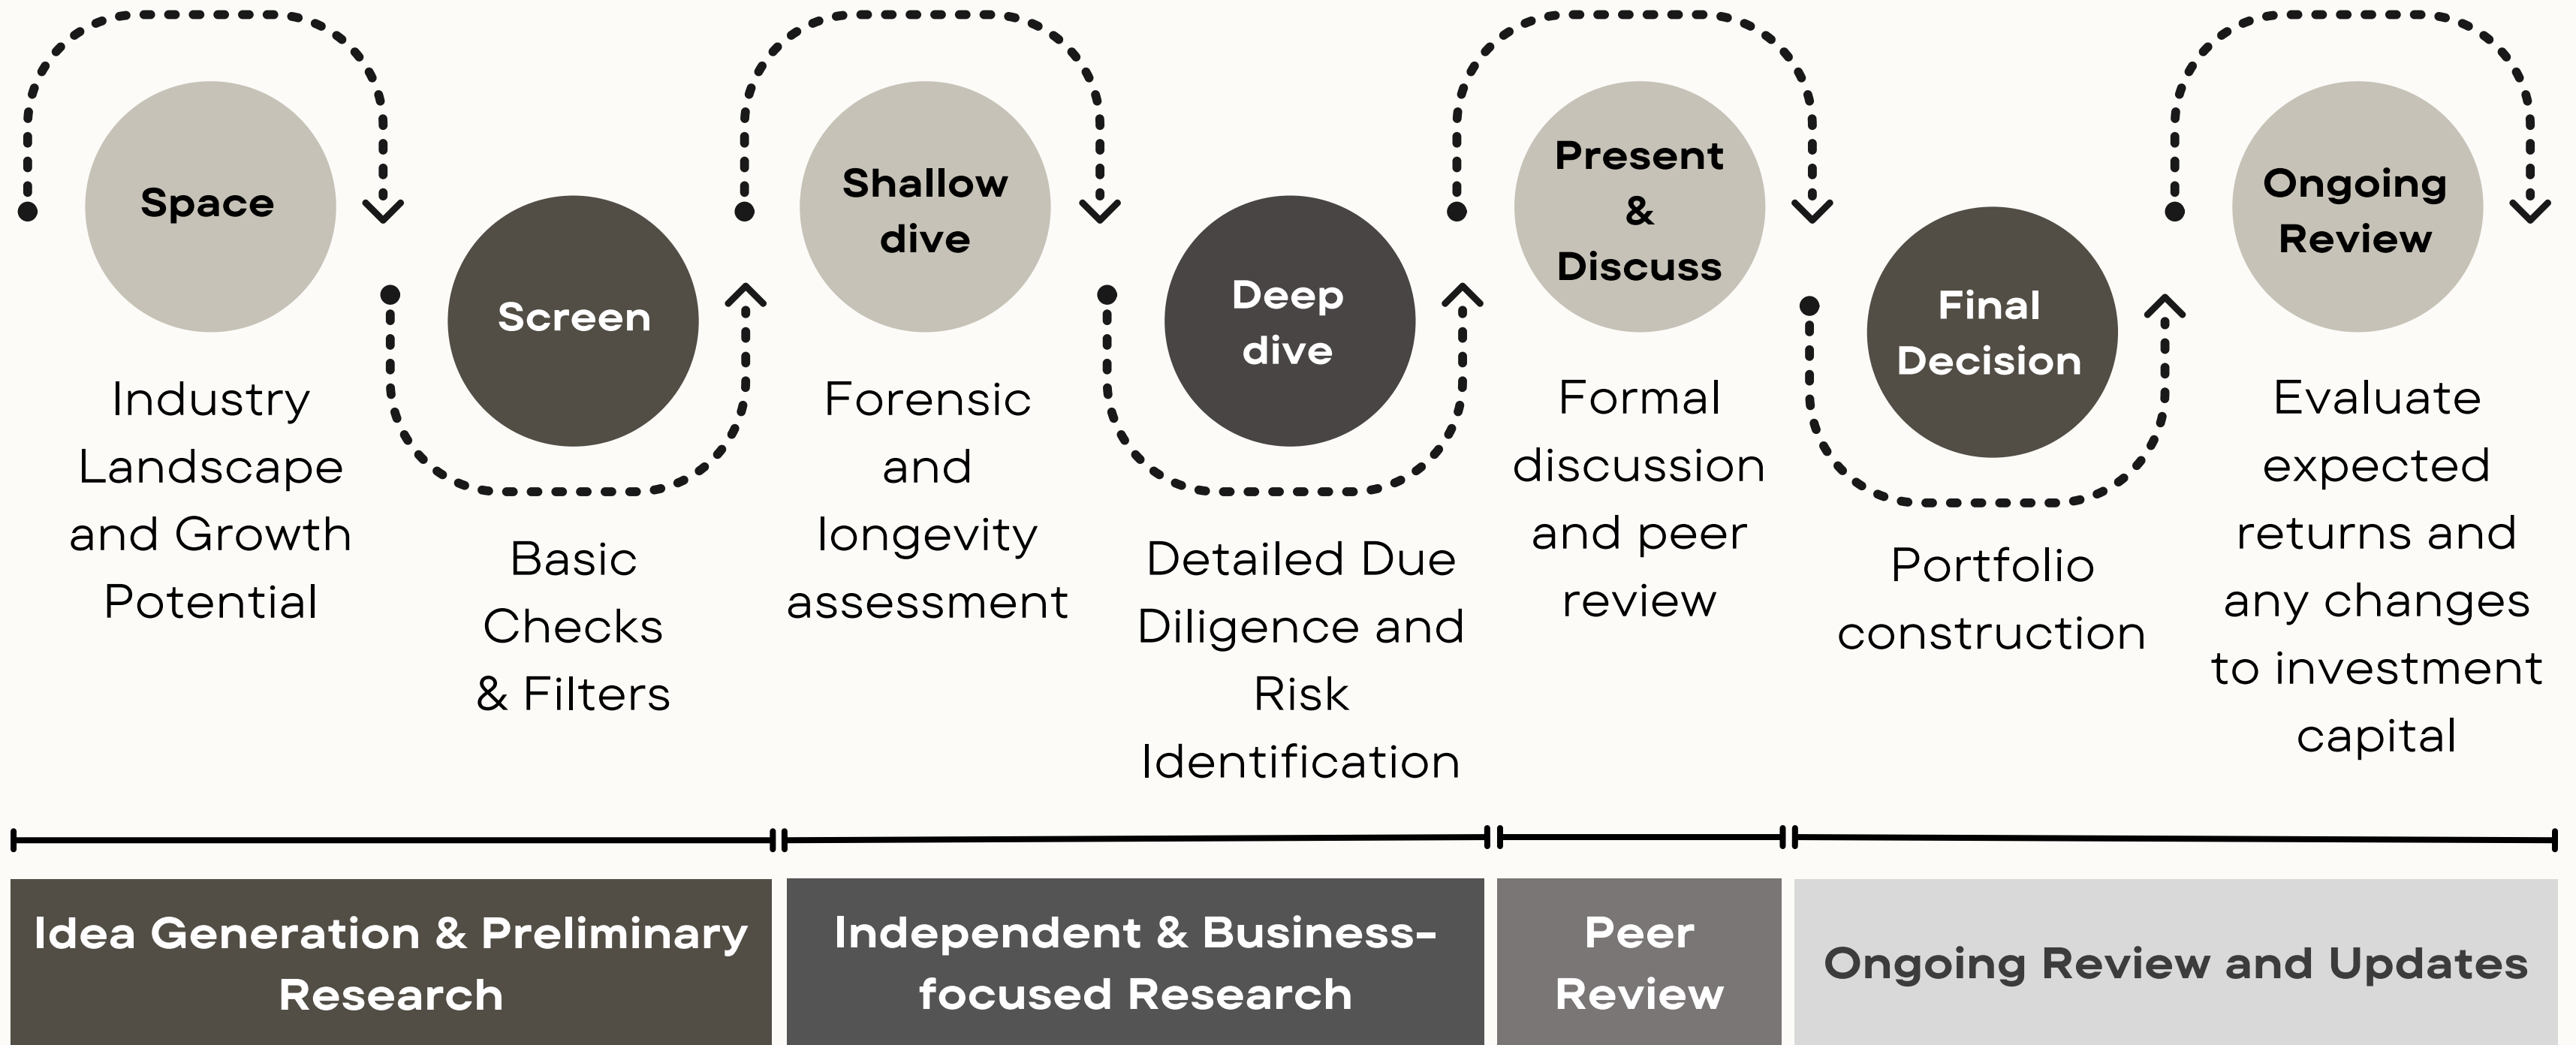 Space
Industry
Landscape
and Growth
Potential
Screen
Basic
Checks
& Filters
Shallow
dive
Forensic
and
longevity
assessment
Deep
dive
Detailed Due
Diligence and
Risk
Identification
Present
&
Discuss
Formal
discussion
and peer
review
Final
Decision
Portfolio
construction
Ongoing
Review
Evaluate
expected
returns and
any changes
to investment
capital
Idea Generation & Preliminary
Research
Independent & Business-
focused Research
Peer
Review
Ongoing Review and Updates